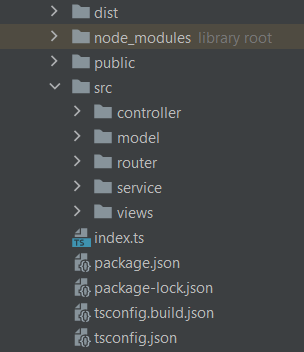 dist
node_modules library root
public
src
controller
model
router
service
views
TS index.ts
package.json
package-lock.json
tsconfig.build.json
tsconfig.json